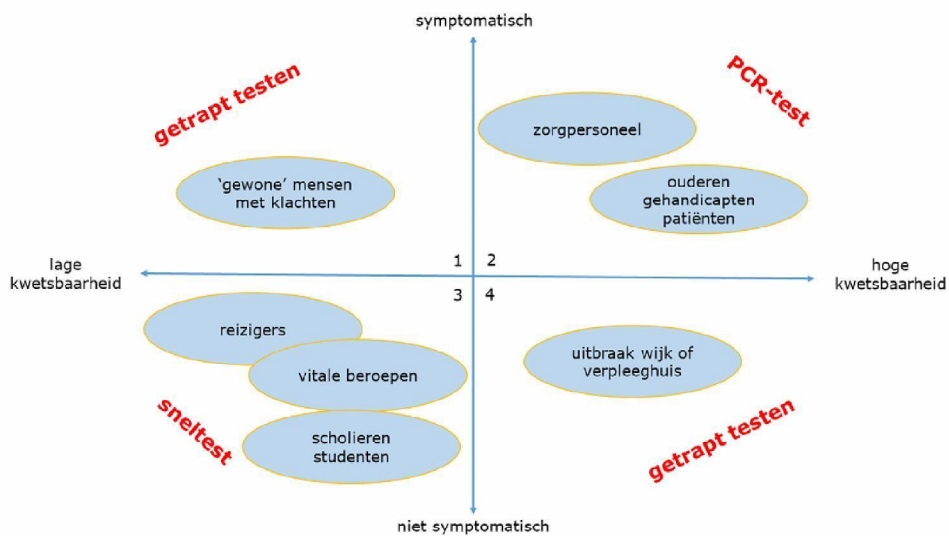 symptomatisch
getrapt testen
PCR-test
zorgpersoneel
'gewone' mensen
met klachten
ouderen
gehandicapten
patiënten
lage
kwetsbaarheid
1 2
3 4
hoge
kwetsbaarheid
reizigers
vitale beroepen
scholieren
studenten
sneltest
uitbraak wijk of
verpleeghuis
getrapt testen
niet symptomatisch